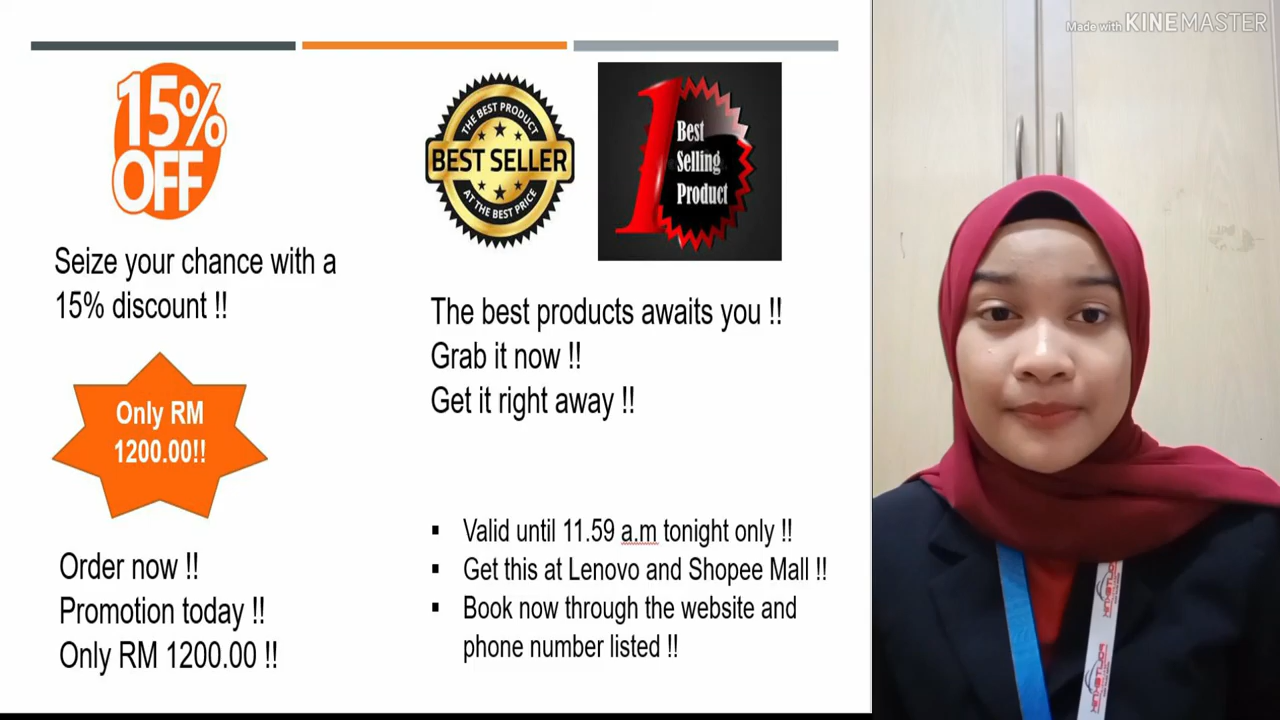 Made with KINEMASTER
15%
OFF
Seize your chance with a
15% discount !!
Only RM
1200.00!!
Order now !!
Promotion today !!
Only RM 1200.00 !!
THE BEST PRODUCT
BEST SELLER
AT THE BEST PRICE
1
Best
Selling
Product
The best products awaits you !!
Grab it now !!
Get it right away !!
▪ Valid until 11.59 a.m tonight only !!
▪ Get this at Lenovo and Shopee Mall !!
▪ Book now through the website and
phone number listed !!